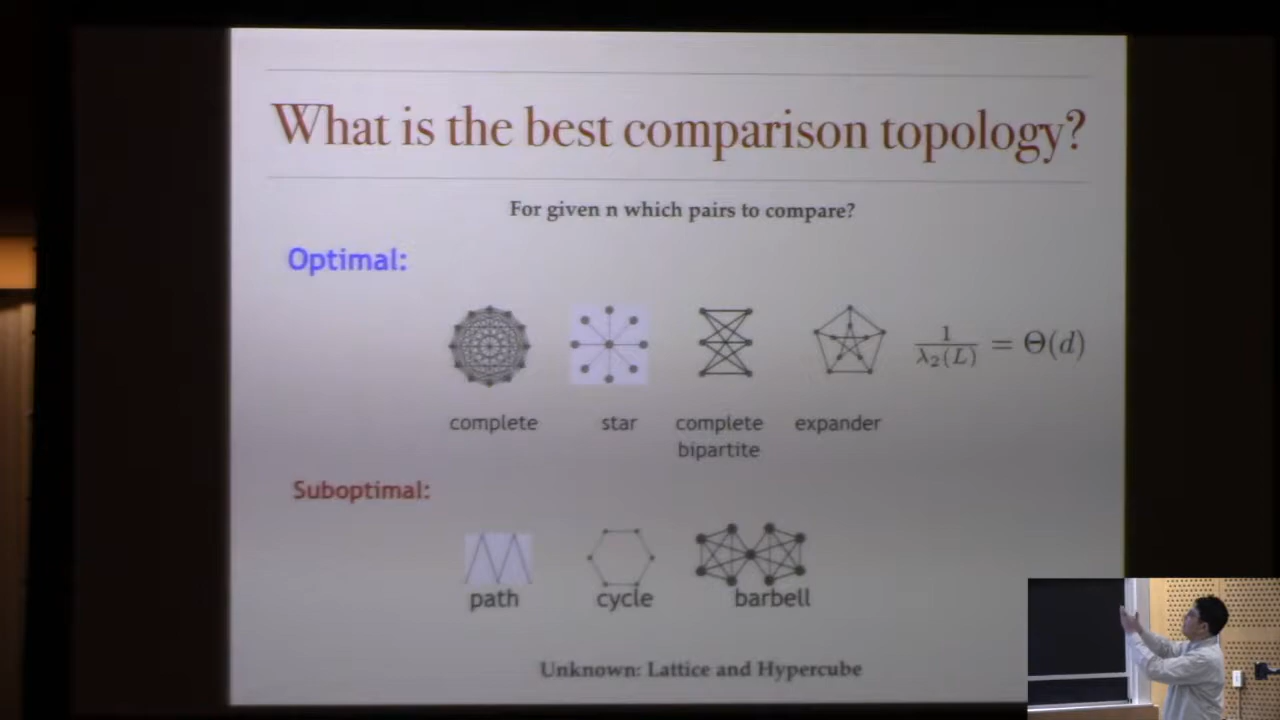 What is the best comparison topology?
For given n which pairs to compare?
Optimal:
1/λ₂(L) = Θ(d)
complete
star
complete
bipartite
expander
Suboptimal:
path
cycle
barbell
Unknown: Lattice and Hypercube